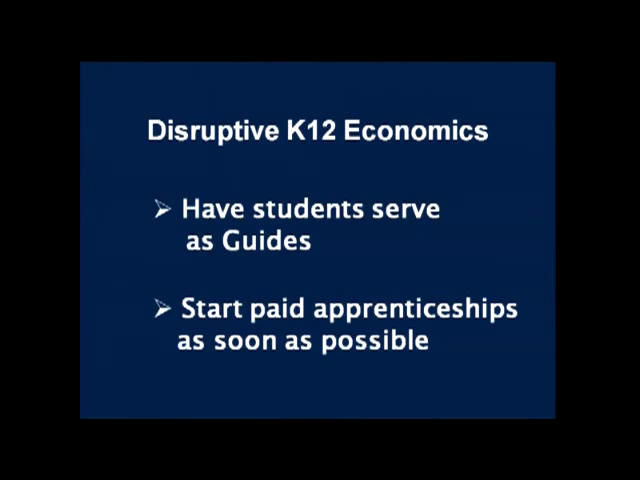 Disruptive K12 Economics
➢ Have students serve
as Guides
➢ Start paid apprenticeships
as soon as possible